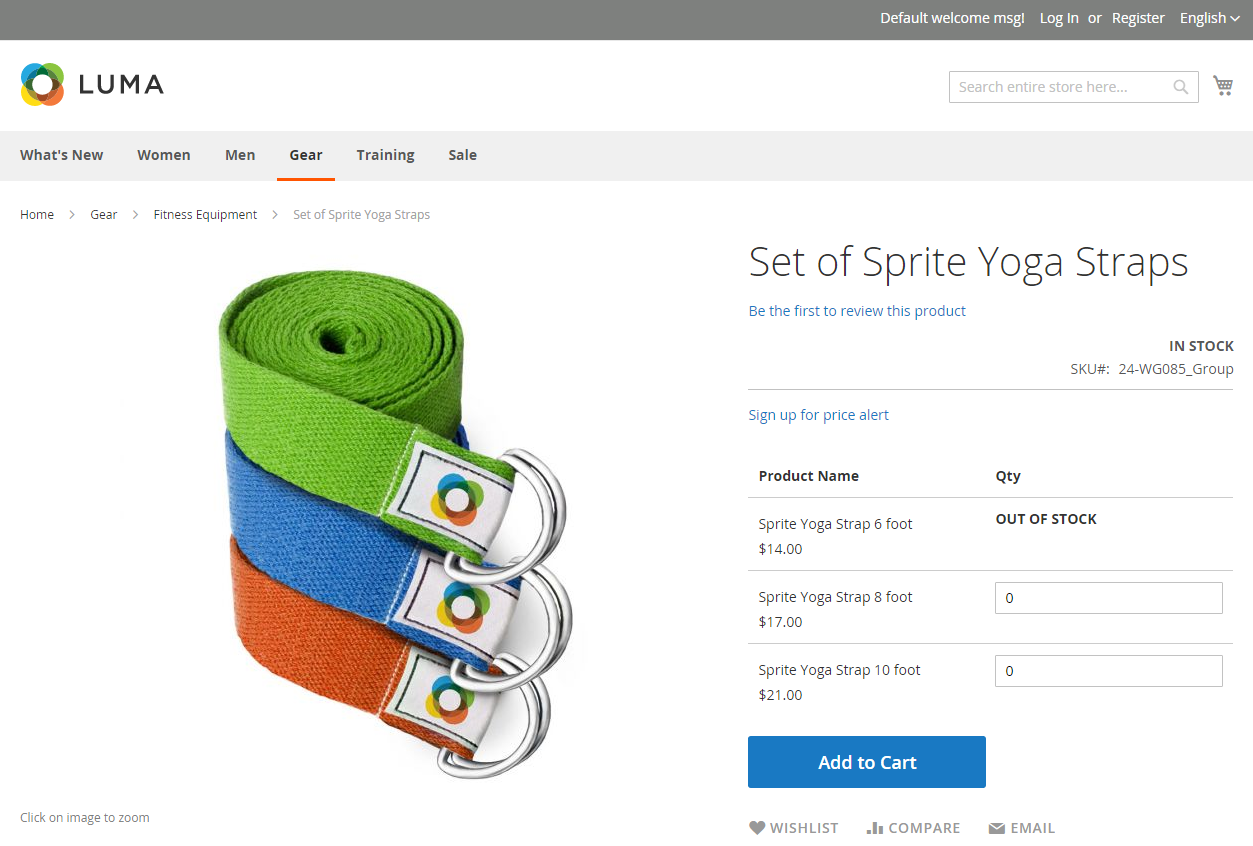 Default welcome msg! Log In or Register English
LUMA
Search entire store here...
What's New Women Men Gear Training Sale
Home > Gear > Fitness Equipment > Set of Sprite Yoga Straps
Set of Sprite Yoga Straps
Be the first to review this product
IN STOCK
SKU#: 24-WG085_Group
Sign up for price alert
Product Name Qty
Sprite Yoga Strap 6 foot OUT OF STOCK
$14.00
Sprite Yoga Strap 8 foot 0
$17.00
Sprite Yoga Strap 10 foot 0
$21.00
Add to Cart
Click on image to zoom
WISHLIST COMPARE EMAIL